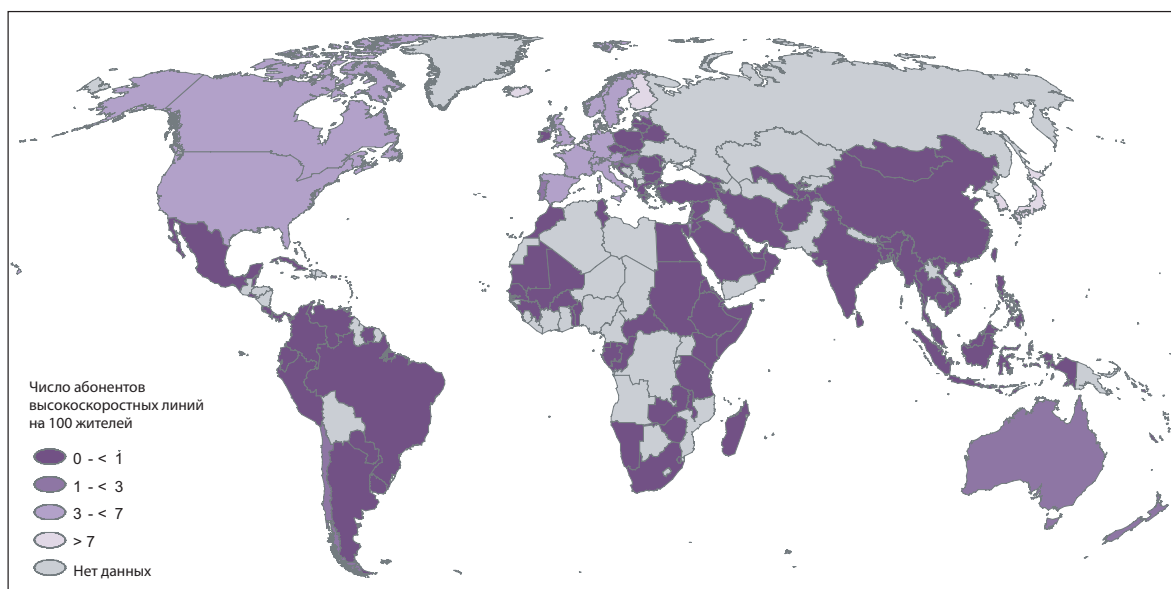 Число абонентов
высокоскоростных линий
на 100 жителей
0 - < 1
1 - < 3
3 - < 7
> 7
Нет данных